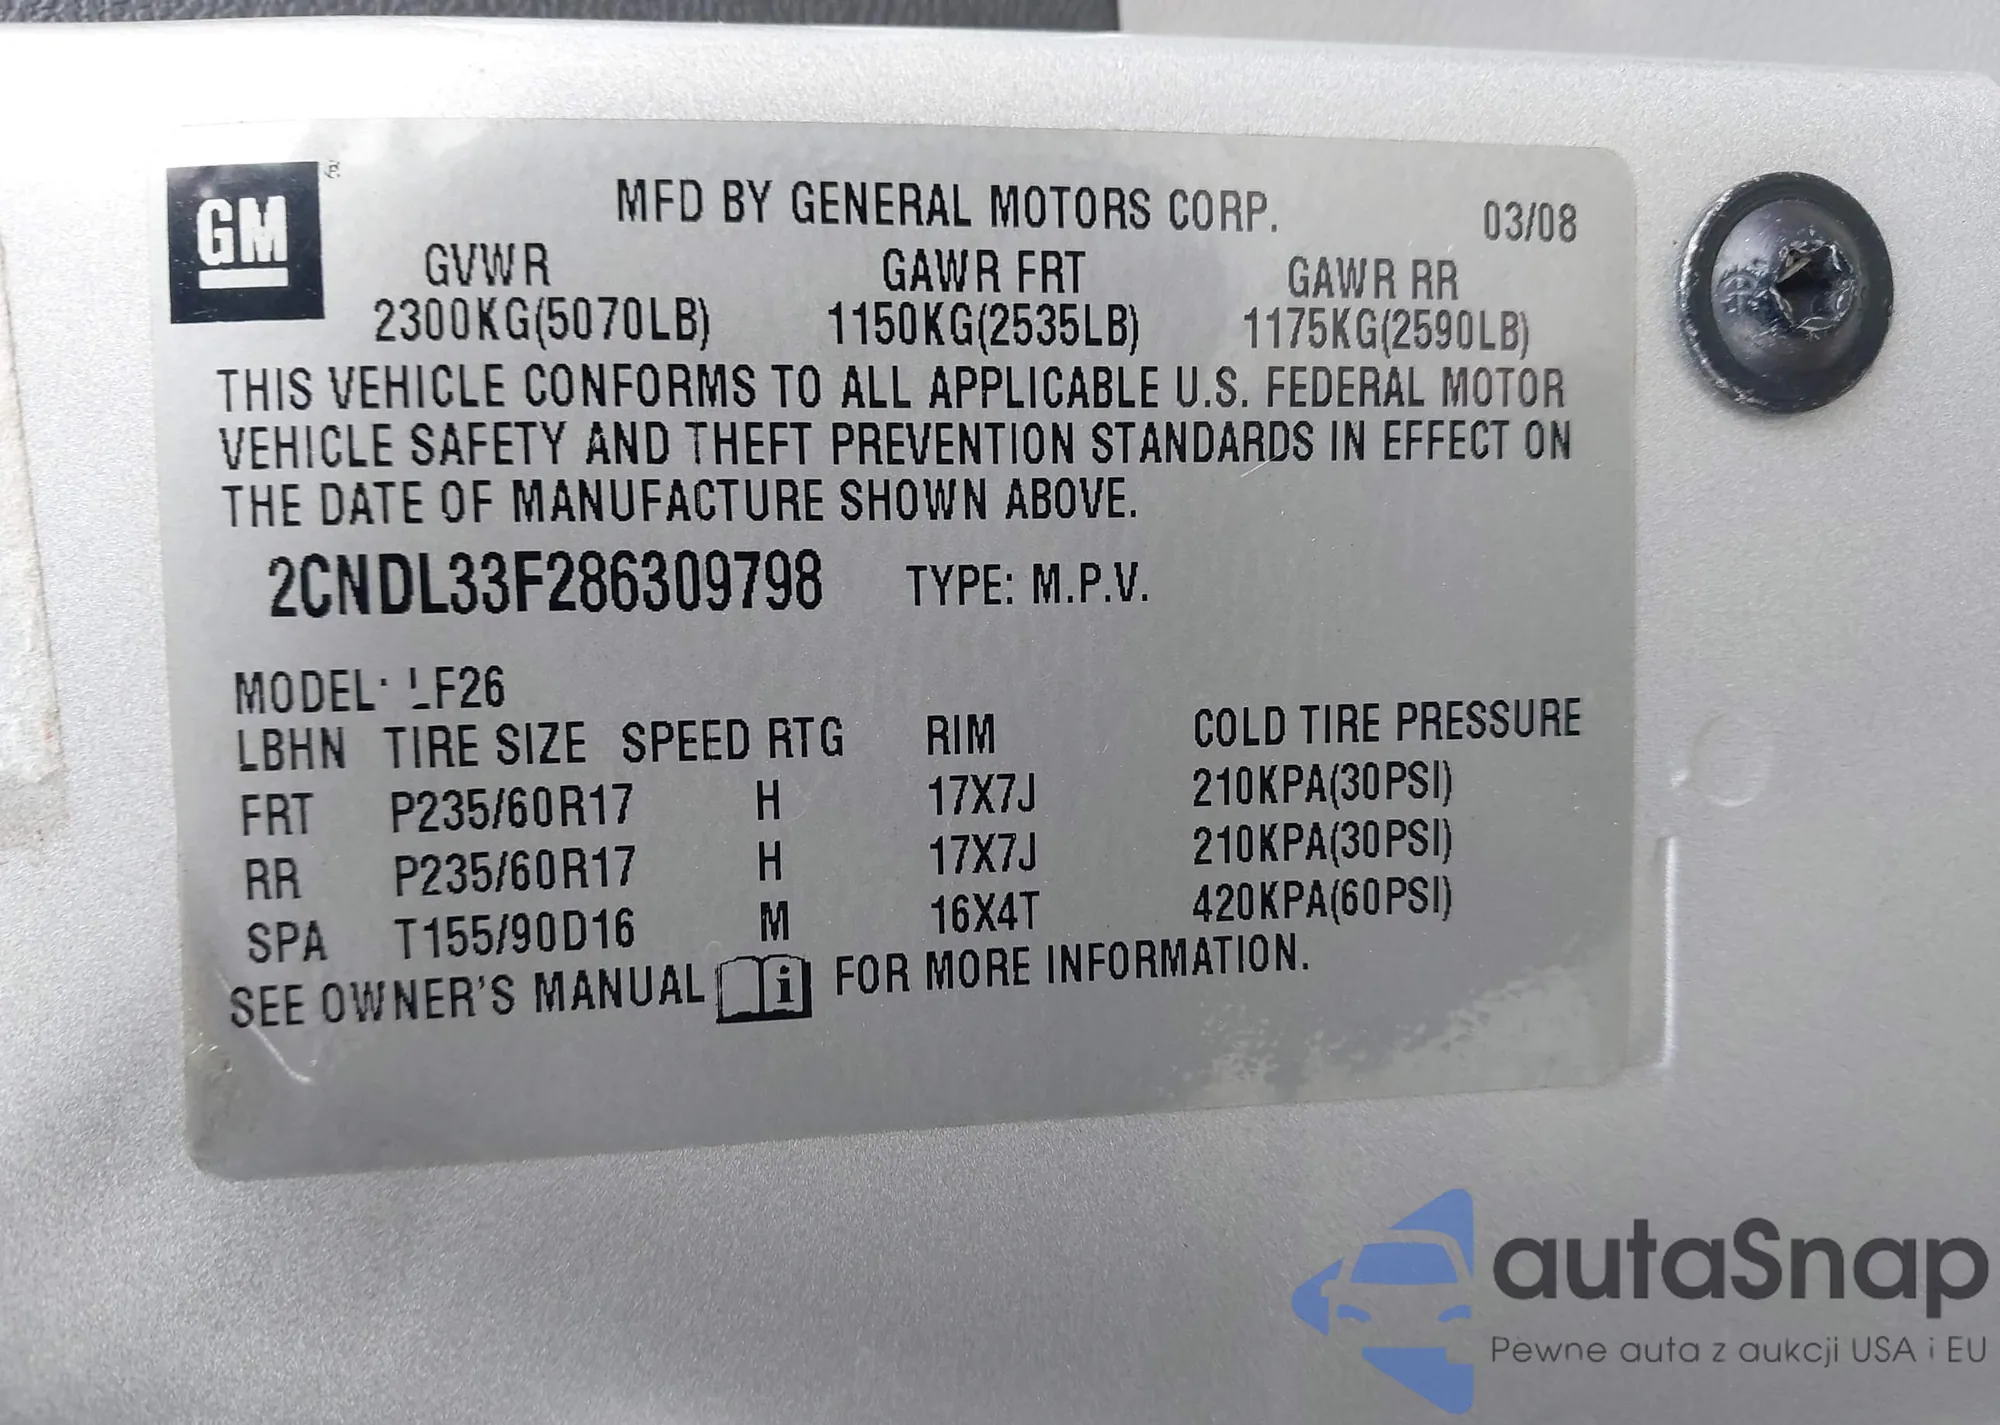 GM ®
MFD BY GENERAL MOTORS CORP. 03/08
GVWR GAWR FRT GAWR RR
2300KG(5070LB) 1150KG(2535LB) 1175KG(2590LB)
THIS VEHICLE CONFORMS TO ALL APPLICABLE U.S. FEDERAL MOTOR
VEHICLE SAFETY AND THEFT PREVENTION STANDARDS IN EFFECT ON
THE DATE OF MANUFACTURE SHOWN ABOVE.
2CNDL33F286309798 TYPE: M.P.V.
MODEL: LF26
LBHN TIRE SIZE SPEED RTG RIM COLD TIRE PRESSURE
FRT P235/60R17 H 17X7J 210KPA(30PSI)
RR P235/60R17 H 17X7J 210KPA(30PSI)
SPA T155/90D16 M 16X4T 420KPA(60PSI)
SEE OWNER'S MANUAL i FOR MORE INFORMATION.
autaSnap
Pewne auta z aukcji USA i EU